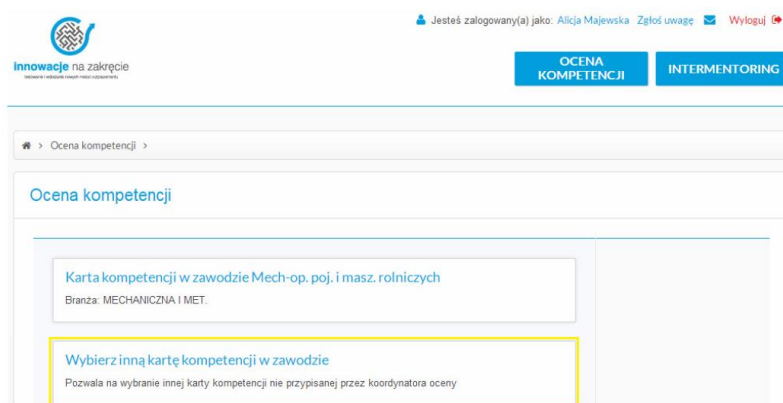 Jesteś zalogowany(a) jako: Alicja Majewska Zgłoś uwagę Wyloguj
innowacje na zakręcie
OCENA
KOMPETENCJI
INTERMENTORING
> Ocena kompetencji >
Ocena kompetencji
Karta kompetencji w zawodzie Mech-op. poj. i masz. rolniczych
Branża: MECHANICZNA I MET.
Wybierz inną kartę kompetencji w zawodzie
Pozwala na wybranie innej karty kompetencji nie przypisanej przez koordynatora oceny